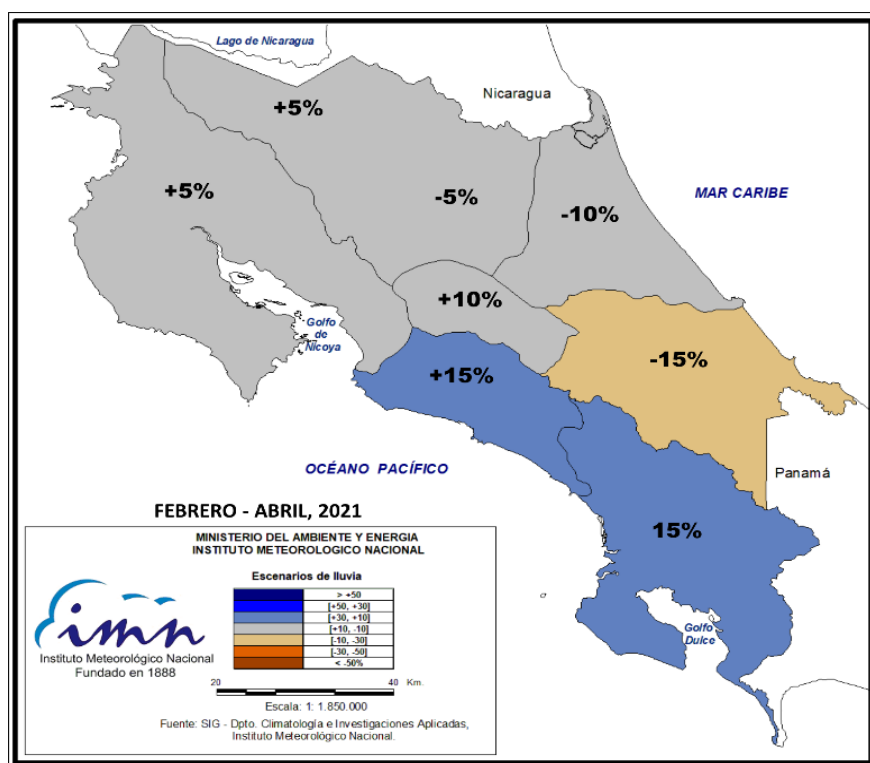 Lago de Nicaragua
Nicaragua
+5%
+5%
-5%
-10%
MAR CARIBE
+10%
Golfo
de
Nicoya
+15%
-15%
OCÉANO PACÍFICO
Panamá
15%
Golfo
Dulce
FEBRERO - ABRIL, 2021
MINISTERIO DEL AMBIENTE Y ENERGIA
INSTITUTO METEOROLOGICO NACIONAL
Escenarios de lluvia
> +50
[+50, +30]
[+30, +10]
[+10, -10]
[-10, -30]
[-30, -50]
< -50%
imn
Instituto Meteorológico Nacional
Fundado en 1888
20 40 Km.
Escala: 1: 1.850.000
Fuente: SIG - Dpto. Climatología e Investigaciones Aplicadas,
Instituto Meteorológico Nacional.